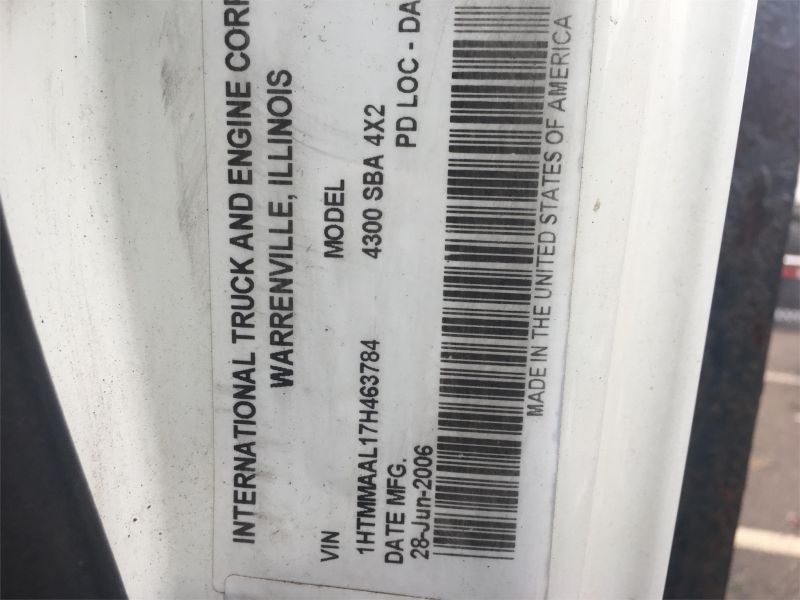 INTERNATIONAL TRUCK AND ENGINE CORP
WARRENVILLE, ILLINOIS
VIN MODEL
1HTMMAAL17H463784 4300 SBA 4X2
DATE MFG. PD LOC - DA
28-Jun-2006
MADE IN THE UNITED STATES OF AMERICA